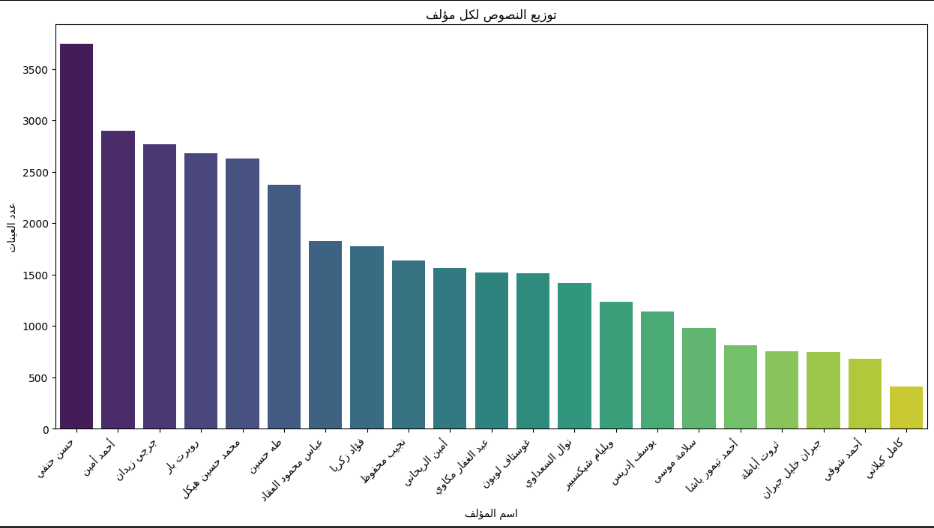 توزيع النصوص لكل مؤلف
عدد العينات
3500
3000
2500
2000
1500
1000
500
0
حسن حنفي
أحمد أمين
جرجي زيدان
روبرت بار
محمد حسين هيكل
طه حسين
عباس محمود العقاد
فؤاد زكريا
نجيب محفوظ
أمين الريحاني
عبد الغفار مكاوي
غوستاف لوبون
نوال السعداوي
ويليام شيكسبير
يوسف إدريس
سلامة موسى
أحمد تيمور باشا
ثروت أباظة
جبران خليل جبران
أحمد شوقي
كامل كيلاني
اسم المؤلف